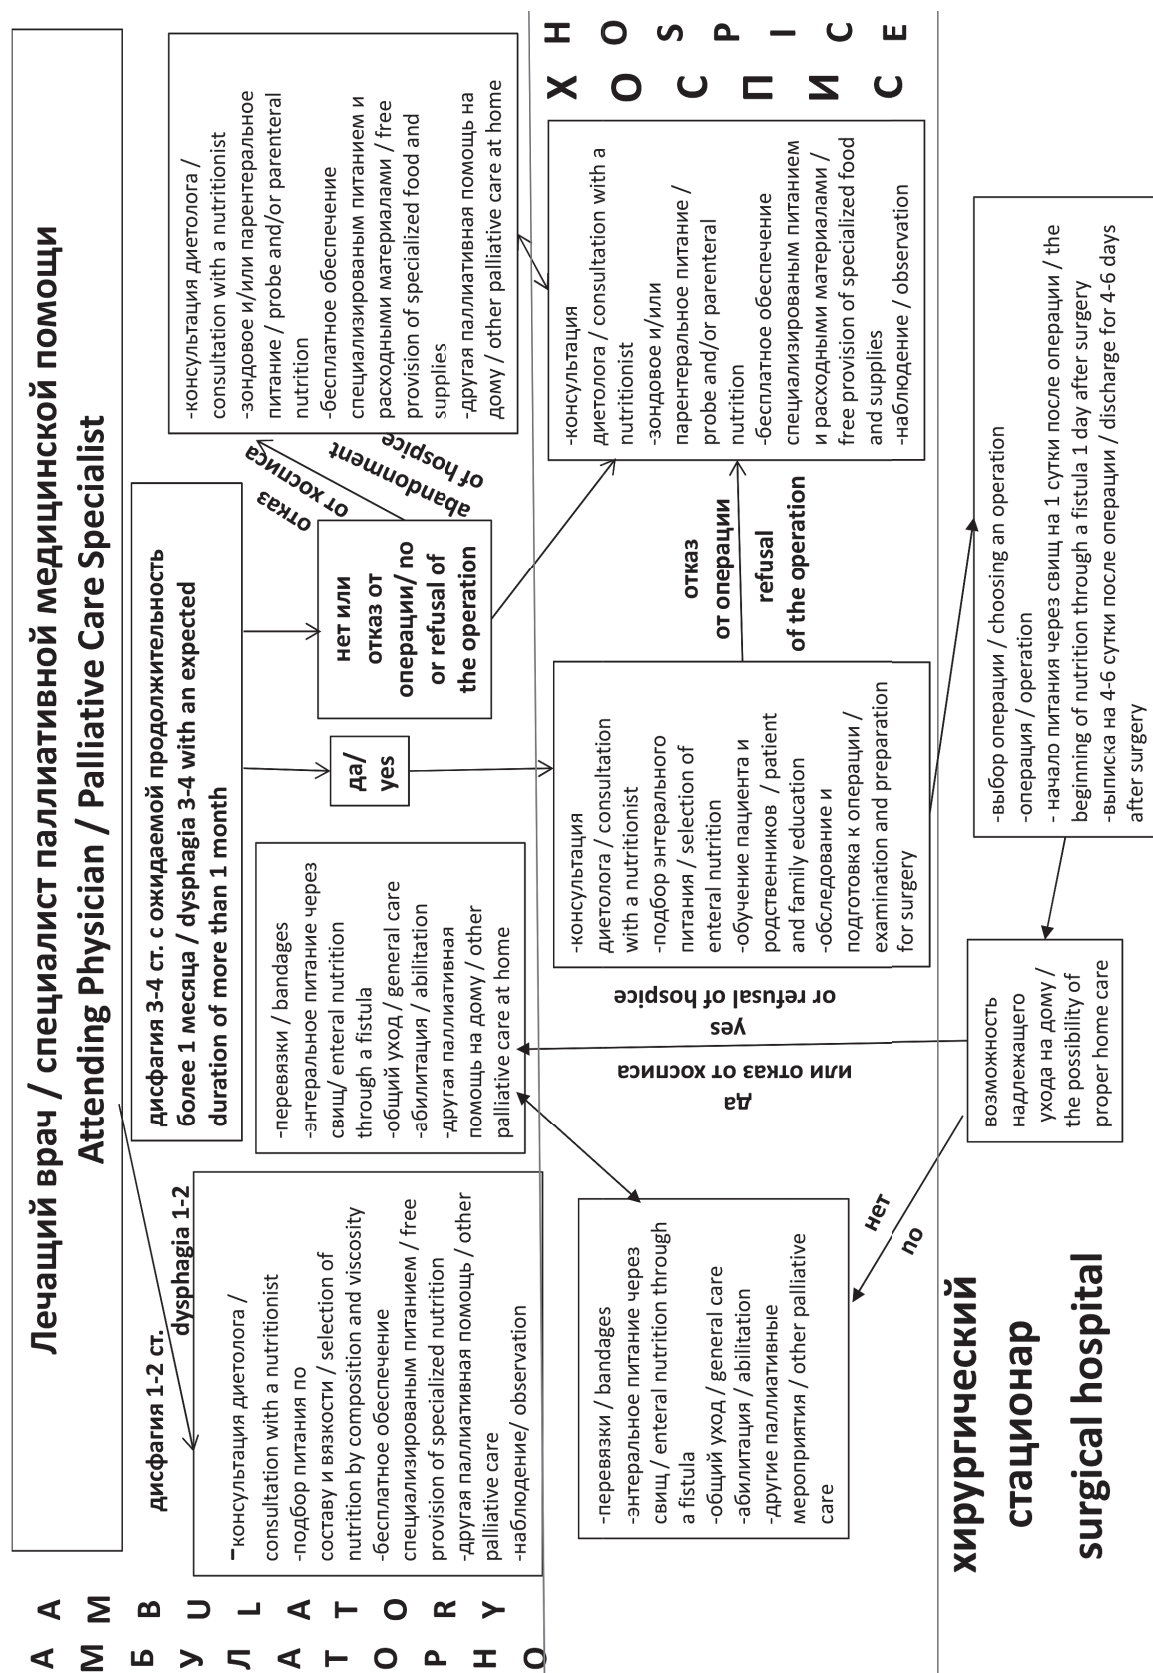 Лечащий врач / специалист паллиативной медицинской помощи
Attending Physician / Palliative Care Specialist
А А
М М
Б B
У U
Л L
А A
Т T
О O
Р R
Н Y
О
дисфагия 1-2 ст.
dysphagia 1-2
-консультация диетолога /
consultation with a nutritionist
-подбор питания по
составу и вязкости / selection of
nutrition by composition and viscosity
-бесплатное обеспечение
специализированым питанием / free
provision of specialized nutrition
-другая паллиативная помощь / other
palliative care
-наблюдение/ observation
дисфагия 3-4 ст. с ожидаемой продолжительность
более 1 месяца / dysphagia 3-4 with an expected
duration of more than 1 month
-перевязки / bandages
-энтеральное питание через
свищ/ enteral nutrition
through a fistula
-общий уход / general care
-абилитация / abilitation
-другая паллиативная
помощь на дому / other
palliative care at home
да/
yes
нет или
отказ от
операции/ no
or refusal of
the operation
отказ
от хосписа
abandonment
of hospice
-консультация диетолога /
consultation with a nutritionist
-зондовое и/или парентеральное
питание / probe and/or parenteral
nutrition
-бесплатное обеспечение
специализированым питанием и
расходными материалами / free
provision of specialized food and
supplies
-другая паллиативная помощь на
дому / other palliative care at home
Х H
О O
С S
П P
И I
С C
E
-перевязки / bandages
-энтеральное питание через
свищ/ enteral nutrition through
a fistula
-общий уход / general care
-абилитация / abilitation
-другие паллиативные
мероприятия / other palliative
care
да
или отказ от хосписа
yes
or refusal of hospice
-консультация
диетолога / consultation
with a nutritionist
-подбор энтерального
питания / selection of
enteral nutrition
-обучение пациента и
родственников / patient
and family education
-обследование и
подготовка к операции /
examination and preparation
for surgery
отказ
от операции
refusal
of the operation
-консультация
диетолога / consultation with a
nutritionist
-зондовое и/или
парентеральное питание /
probe and/or parenteral
nutrition
-бесплатное обеспечение
специализированым питанием
и расходными материалами /
free provision of specialized food
and supplies
-наблюдение / observation
хирургический
стационар
surgical hospital
нет
no
возможность
надлежащего
ухода на дому /
the possibility of
proper home care
-выбор операции / choosing an operation
-операция / operation
- начало питания через свищ на 1 сутки после операции / the
beginning of nutrition through a fistula 1 day after surgery
-выписка на 4-6 сутки после операции / discharge for 4-6 days
after surgery